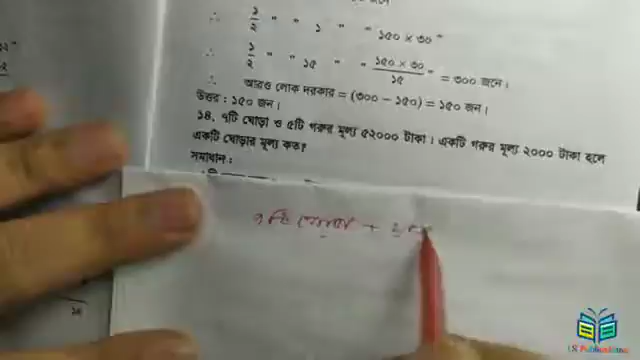 ∴ ১/২ " " ১ " " ১৫০ × ৩০ "
∴ ১/২ " " ১৫ " " ১৫০ × ৩০/১৫ " = ৩০০ জনে।
∴ আরও লোক দরকার = (৩০০ – ১৫০) = ১৫০ জন।
উত্তর : ১৫০ জন।
১৪. ৭টি ঘোড়া ও ৫টি গরুর মূল্য ৫২০০০ টাকা। একটি গরুর মূল্য ২০০০ টাকা হলে
একটি ঘোড়ার মূল্য কত?
সমাধান :
৭টি ঘোড়া +